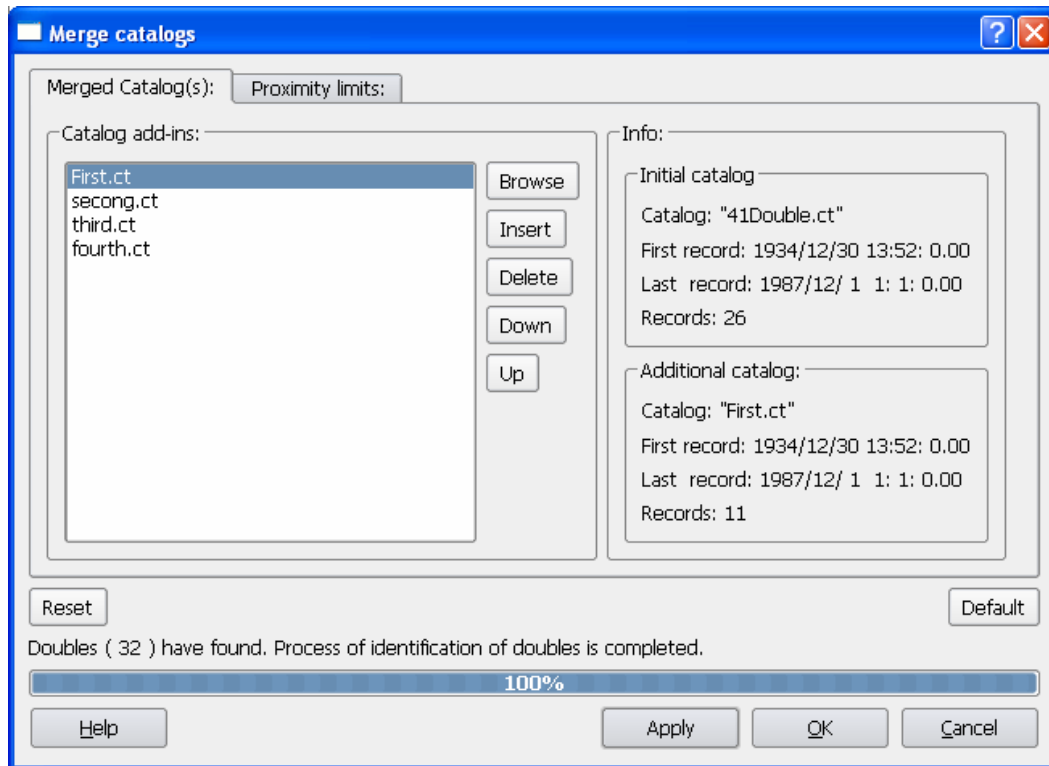 Merge catalogs
Merged Catalog(s):
Proximity limits:
Catalog add-ins:
First.ct
secong.ct
third.ct
fourth.ct
Browse
Insert
Delete
Down
Up
Info:
Initial catalog
Catalog: "41Double.ct"
First record: 1934/12/30 13:52: 0.00
Last  record: 1987/12/ 1  1: 1: 0.00
Records: 26
Additional catalog:
Catalog: "First.ct"
First record: 1934/12/30 13:52: 0.00
Last  record: 1987/12/ 1  1: 1: 0.00
Records: 11
Reset
Default
Doubles ( 32 ) have found. Process of identification of doubles is completed.
100%
Help
Apply
OK
Cancel